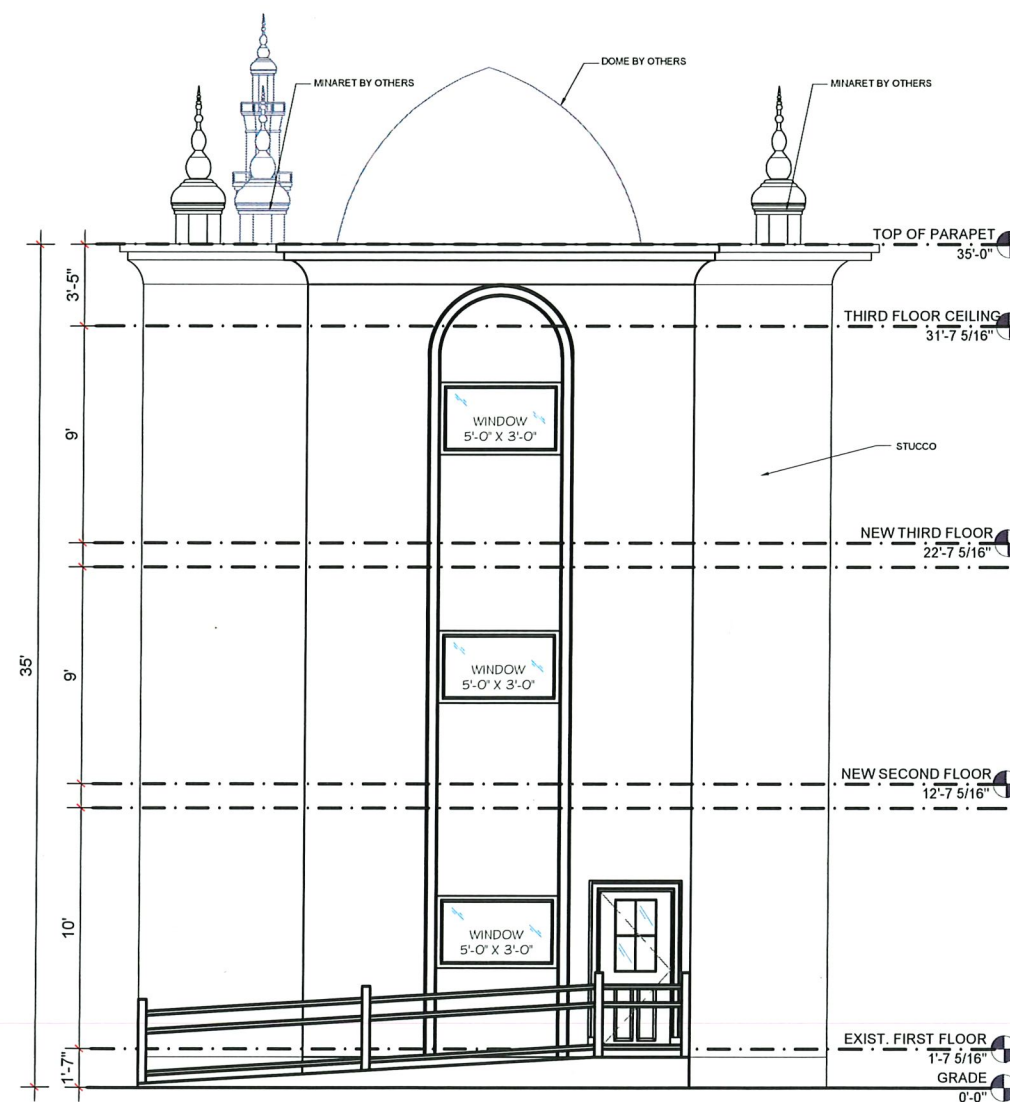 DOME BY OTHERS
MINARET BY OTHERS
MINARET BY OTHERS
TOP OF PARAPET
35'-0"
3'-5"
THIRD FLOOR CEILING
31'-7 5/16"
WINDOW
5'-0" X 3'-0"
9'
STUCCO
NEW THIRD FLOOR
22'-7 5/16"
35'
9'
WINDOW
5'-0" X 3'-0"
NEW SECOND FLOOR
12'-7 5/16"
10'
WINDOW
5'-0" X 3'-0"
EXIST. FIRST FLOOR
1'-7 5/16"
1'-7"
GRADE
0'-0"